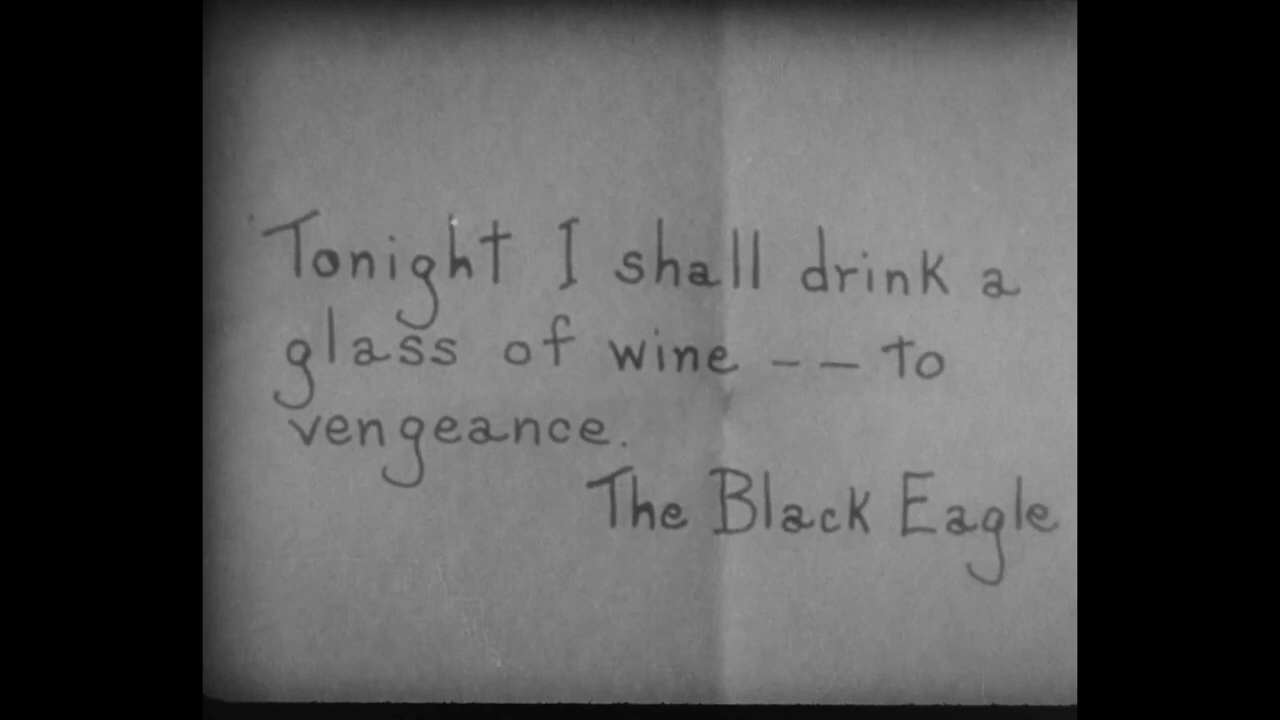 Tonight I shall drink a
glass of wine -- to
vengeance.
The Black Eagle